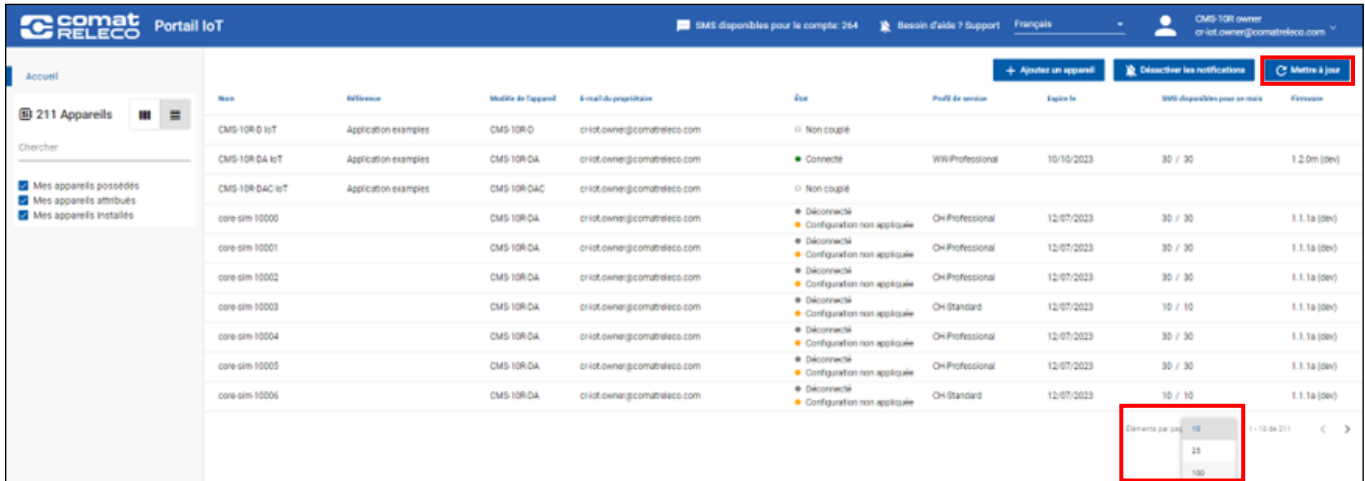 comat RELECO Portail IoT SMS disponibles pour le compte: 264 Besoin d'aide ? Support Français CMS-10R owner
cr-iot.owner@comatreleco.com
Accueil
+ Ajoutez un appareil Désactiver les notifications Mettre à jour
211 Appareils
Chercher
Mes appareils possédés
Mes appareils attribués
Mes appareils installés
Nom Référence Modèle de l'appareil E-mail du propriétaire État Profil de service Expire le SMS disponibles pour un mois Firmware
CMS-10R-D IoT Application examples CMS-10R-D cr-iot.owner@comatreleco.com Non couplé
CMS-10R-DA IoT Application examples CMS-10R-DA cr-iot.owner@comatreleco.com Connecté WW-Professional 10/10/2023 30 / 30 1.2.0m (dev)
CMS-10R-DAC IoT Application examples CMS-10R-DAC cr-iot.owner@comatreleco.com Non couplé
core-sim-10000 CMS-10R-DA cr-iot.owner@comatreleco.com Déconnecté Configuration non appliquée CH-Professional 12/07/2023 30 / 30 1.1.1a (dev)
core-sim-10001 CMS-10R-DA cr-iot.owner@comatreleco.com Déconnecté Configuration non appliquée CH-Professional 12/07/2023 30 / 30 1.1.1a (dev)
core-sim-10002 CMS-10R-DA cr-iot.owner@comatreleco.com Déconnecté Configuration non appliquée CH-Professional 12/07/2023 30 / 30 1.1.1a (dev)
core-sim-10003 CMS-10R-DA cr-iot.owner@comatreleco.com Déconnecté Configuration non appliquée CH-Standard 12/07/2023 10 / 10 1.1.1a (dev)
core-sim-10004 CMS-10R-DA cr-iot.owner@comatreleco.com Déconnecté Configuration non appliquée CH-Professional 12/07/2023 30 / 30 1.1.1a (dev)
core-sim-10005 CMS-10R-DA cr-iot.owner@comatreleco.com Déconnecté Configuration non appliquée CH-Professional 12/07/2023 30 / 30 1.1.1a (dev)
core-sim-10006 CMS-10R-DA cr-iot.owner@comatreleco.com Déconnecté Configuration non appliquée CH-Standard 12/07/2023 10 / 10 1.1.1a (dev)
Éléments par pag 10 1 - 10 de 211
25
100